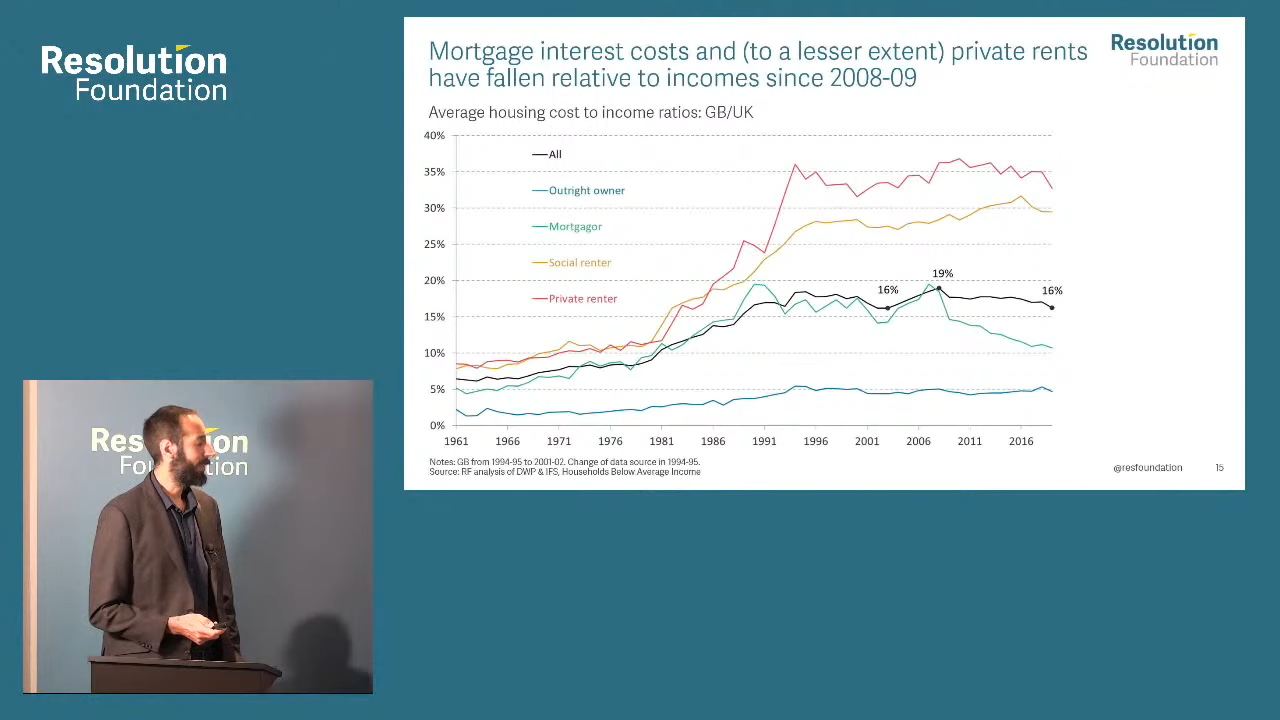 Resolution
Foundation
Mortgage interest costs and (to a lesser extent) private rents
have fallen relative to incomes since 2008-09
Resolution
Foundation
Average housing cost to income ratios: GB/UK
40%
35%
30%
25%
20%
15%
10%
5%
0%
All
Outright owner
Mortgagor
Social renter
Private renter
16%
19%
16%
1961
1966
1971
1976
1981
1986
1991
1996
2001
2006
2011
2016
Notes: GB from 1994-95 to 2001-02. Change of data source in 1994-95.
Source: RF analysis of DWP & IFS, Households Below Average Income
@resfoundation
15
Res on
Fou ation